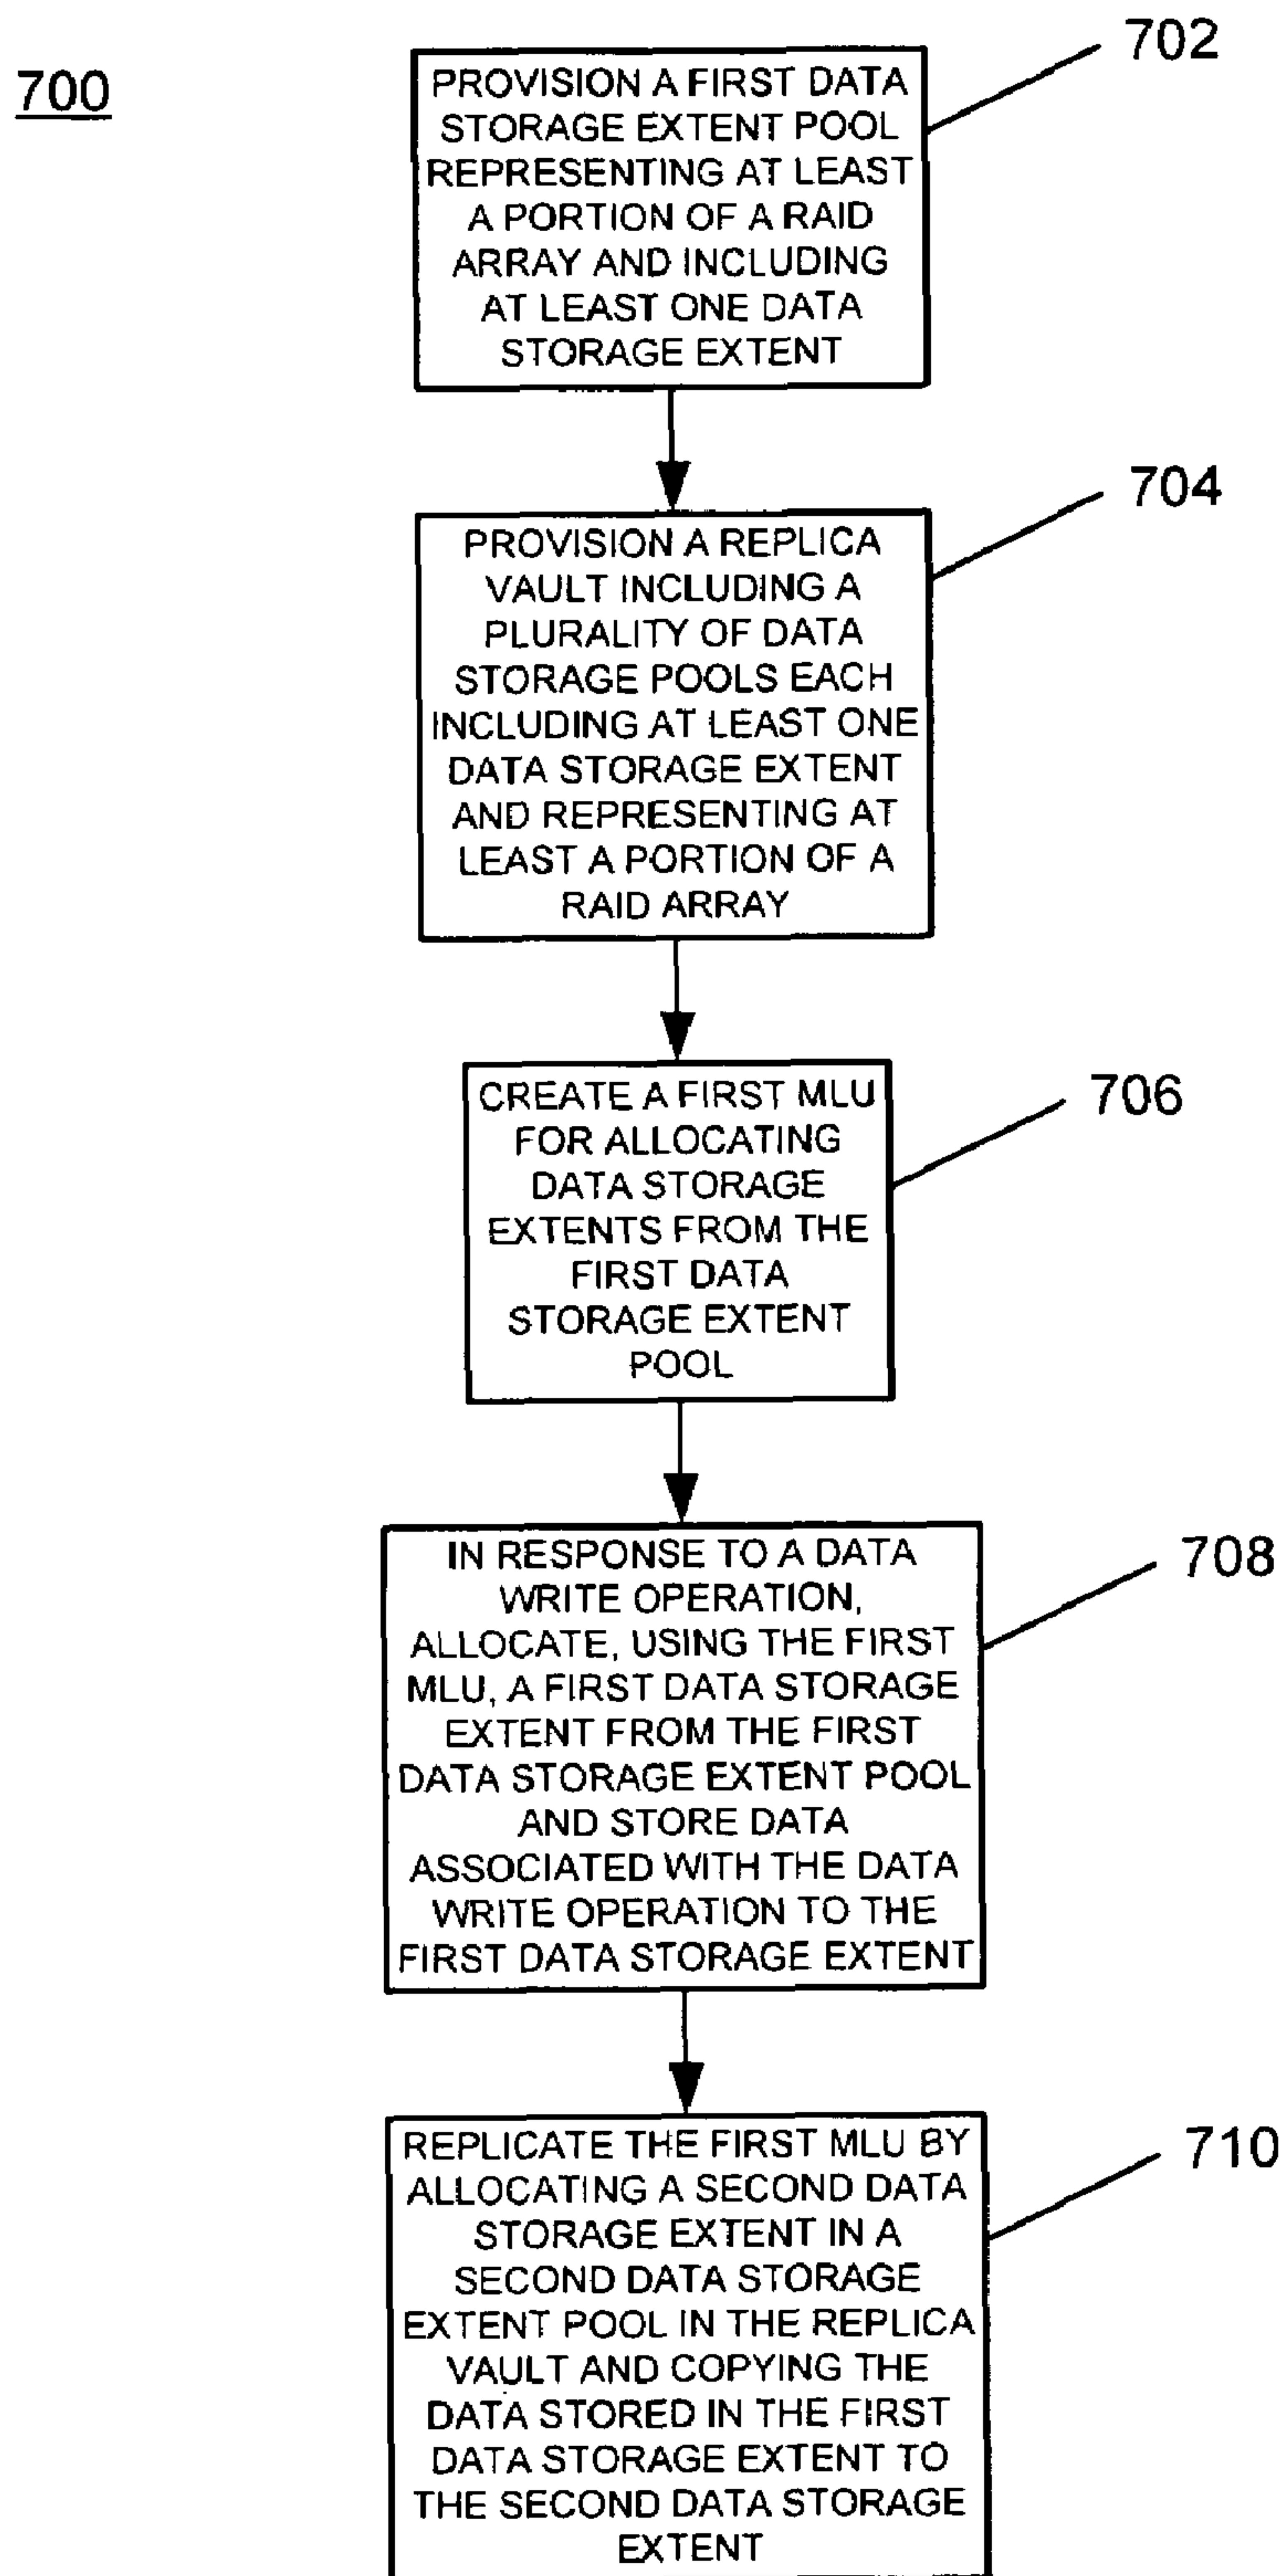 700
702
PROVISION A FIRST DATA
STORAGE EXTENT POOL
REPRESENTING AT LEAST
A PORTION OF A RAID
ARRAY AND INCLUDING
AT LEAST ONE DATA
STORAGE EXTENT
704
PROVISION A REPLICA
VAULT INCLUDING A
PLURALITY OF DATA
STORAGE POOLS EACH
INCLUDING AT LEAST ONE
DATA STORAGE EXTENT
AND REPRESENTING AT
LEAST A PORTION OF A
RAID ARRAY
706
CREATE A FIRST MLU
FOR ALLOCATING
DATA STORAGE
EXTENTS FROM THE
FIRST DATA
STORAGE EXTENT
POOL
708
IN RESPONSE TO A DATA
WRITE OPERATION,
ALLOCATE, USING THE FIRST
MLU, A FIRST DATA STORAGE
EXTENT FROM THE FIRST
DATA STORAGE EXTENT POOL
AND STORE DATA
ASSOCIATED WITH THE DATA
WRITE OPERATION TO THE
FIRST DATA STORAGE EXTENT
710
REPLICATE THE FIRST MLU BY
ALLOCATING A SECOND DATA
STORAGE EXTENT IN A
SECOND DATA STORAGE
EXTENT POOL IN THE REPLICA
VAULT AND COPYING THE
DATA STORED IN THE FIRST
DATA STORAGE EXTENT TO
THE SECOND DATA STORAGE
EXTENT